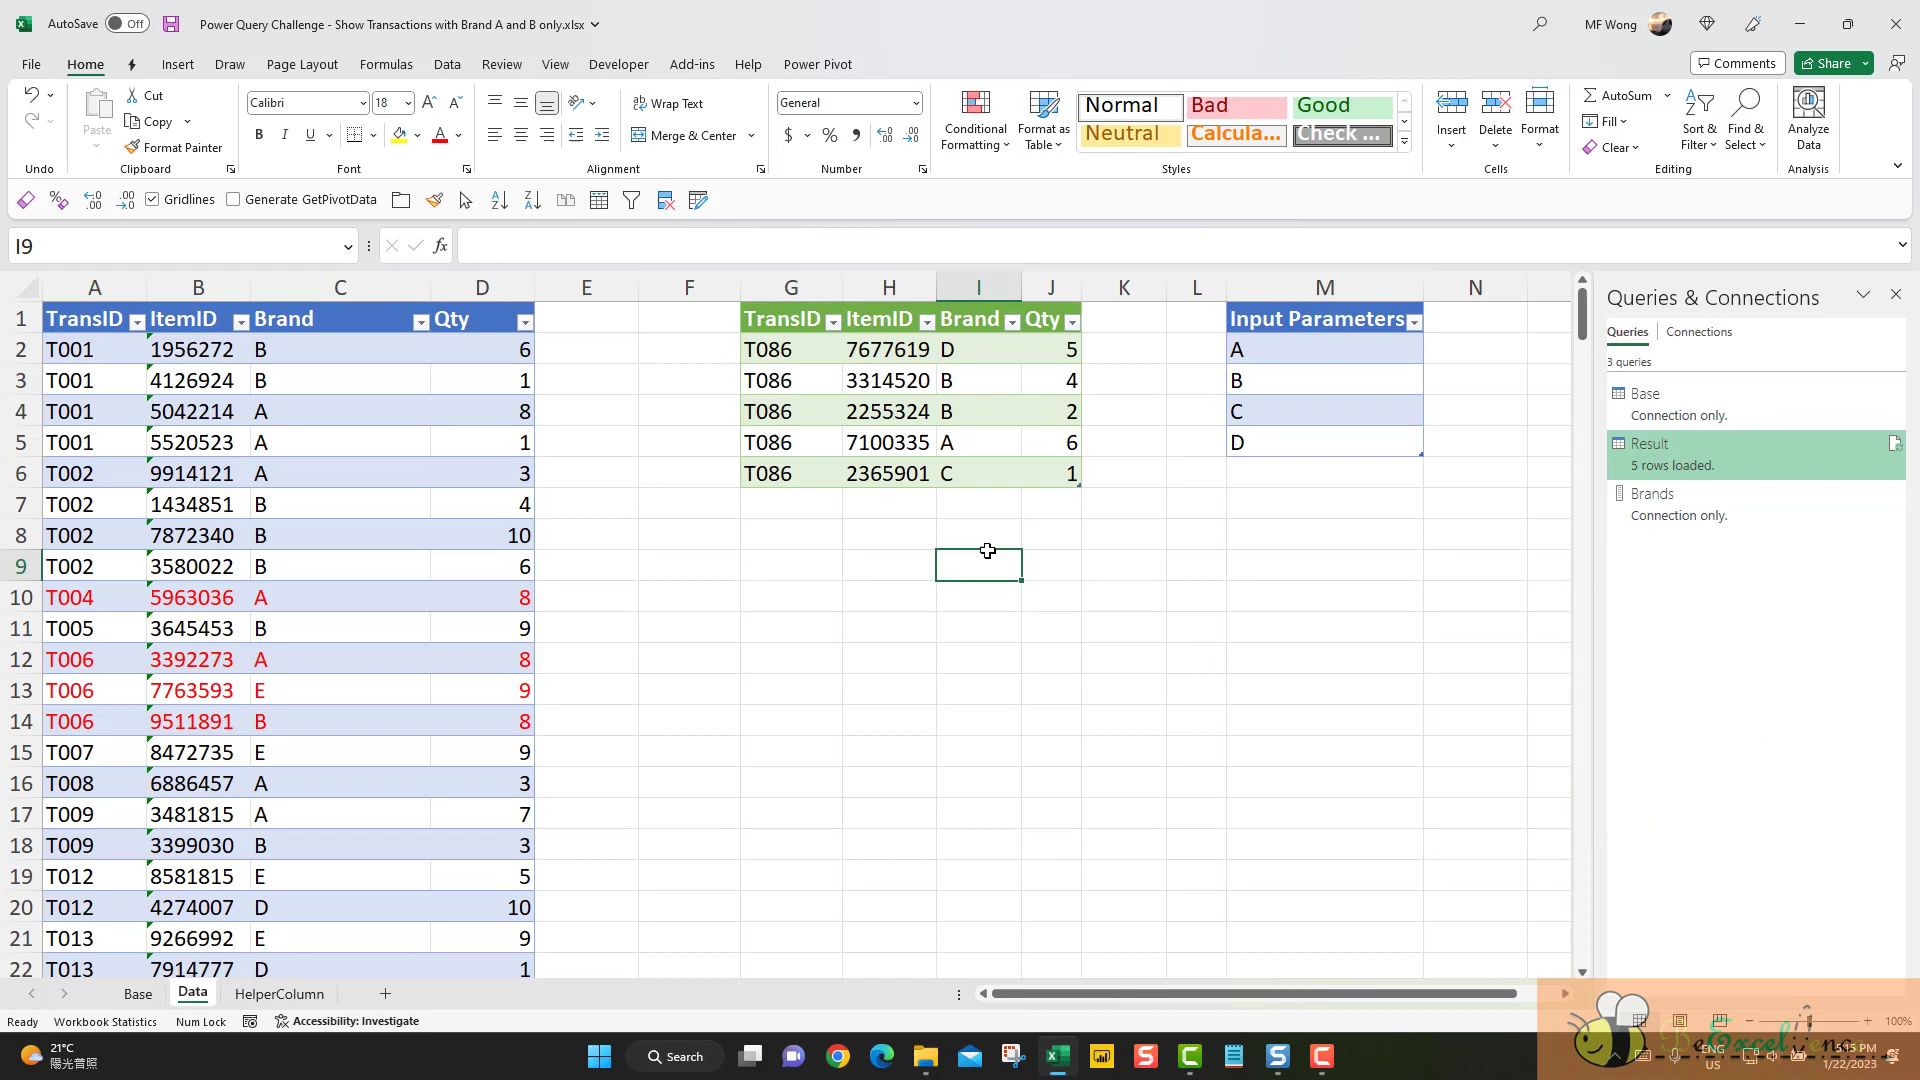 AutoSave Off Power Query Challenge - Show Transactions with Brand A and B only.xlsx MF Wong
File Home Insert Draw Page Layout Formulas Data Review View Developer Add-ins Help Power Pivot Comments Share
Paste Cut Copy Format Painter
Calibri 18 B I U
Wrap Text Merge & Center
General $ %
Conditional Formatting Format as Table
Normal Bad Good
Neutral Calcula... Check ...
Insert Delete Format
AutoSum Fill Clear
Sort & Filter Find & Select Analyze Data
Undo Clipboard Font Alignment Number Styles Cells Editing Analysis
Gridlines Generate GetPivotData
I9 fx
A B C D E F G H I J K L M N
1 TransID ItemID Brand Qty TransID ItemID Brand Qty Input Parameters
2 T001 1956272 B 6 T086 7677619 D 5 A
3 T001 4126924 B 1 T086 3314520 B 4 B
4 T001 5042214 A 8 T086 2255324 B 2 C
5 T001 5520523 A 1 T086 7100335 A 6 D
6 T002 9914121 A 3 T086 2365901 C 1
7 T002 1434851 B 4
8 T002 7872340 B 10
9 T002 3580022 B 6
10 T004 5963036 A 8
11 T005 3645453 B 9
12 T006 3392273 A 8
13 T006 7763593 E 9
14 T006 9511891 B 8
15 T007 8472735 E 9
16 T008 6886457 A 3
17 T009 3481815 A 7
18 T009 3399030 B 3
19 T012 8581815 E 5
20 T012 4274007 D 10
21 T013 9266992 E 9
22 T013 7914777 D 1
Queries & Connections
Queries Connections
3 queries
Base
Connection only.
Result
5 rows loaded.
Brands
Connection only.
Base Data HelperColumn
Ready Workbook Statistics Num Lock Accessibility: Investigate 100%
21°C
陽光普照
Search
ENG
US
5:15 PM
1/22/2023